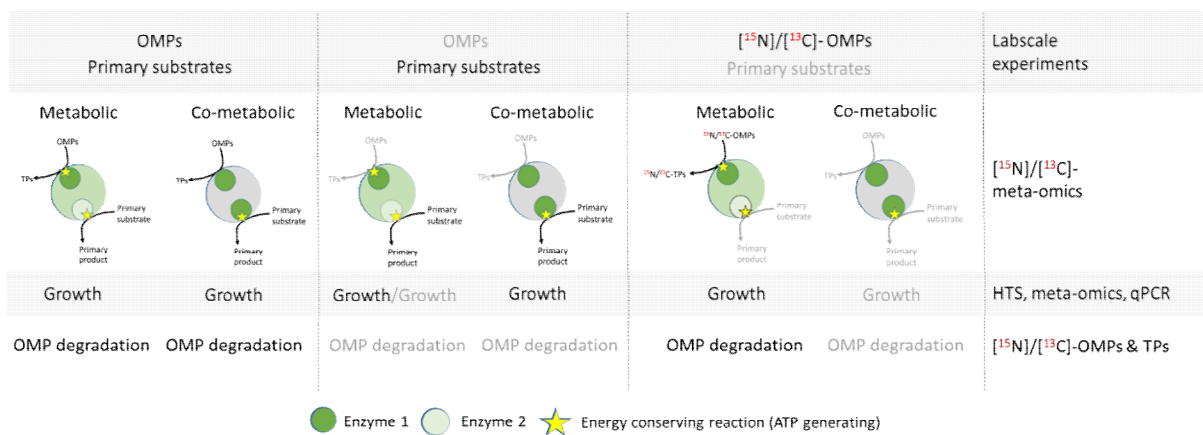 OMPs
Primary substrates
OMPs
Primary substrates
[¹⁵N]/[¹³C]-OMPs
Primary substrates
Labscale
experiments
Metabolic
Co-metabolic
Metabolic
Co-metabolic
Metabolic
Co-metabolic
OMPs
TPs
Primary
substrate
Primary
product
OMPs
TPs
Primary
substrate
Primary
product
OMPs
TPs
Primary
substrate
Primary
product
OMPs
TPs
Primary
substrate
Primary
product
¹⁵N/¹³C-OMPs
¹⁵N/¹³C-TPs
Primary
substrate
Primary
product
OMPs
TPs
Primary
substrate
Primary
product
[¹⁵N]/[¹³C]-
meta-omics
Growth
Growth
Growth/Growth
Growth
Growth
Growth
HTS, meta-omics, qPCR
OMP degradation
OMP degradation
OMP degradation
OMP degradation
OMP degradation
OMP degradation
[¹⁵N]/[¹³C]-OMPs & TPs
Enzyme 1
Enzyme 2
Energy conserving reaction (ATP generating)